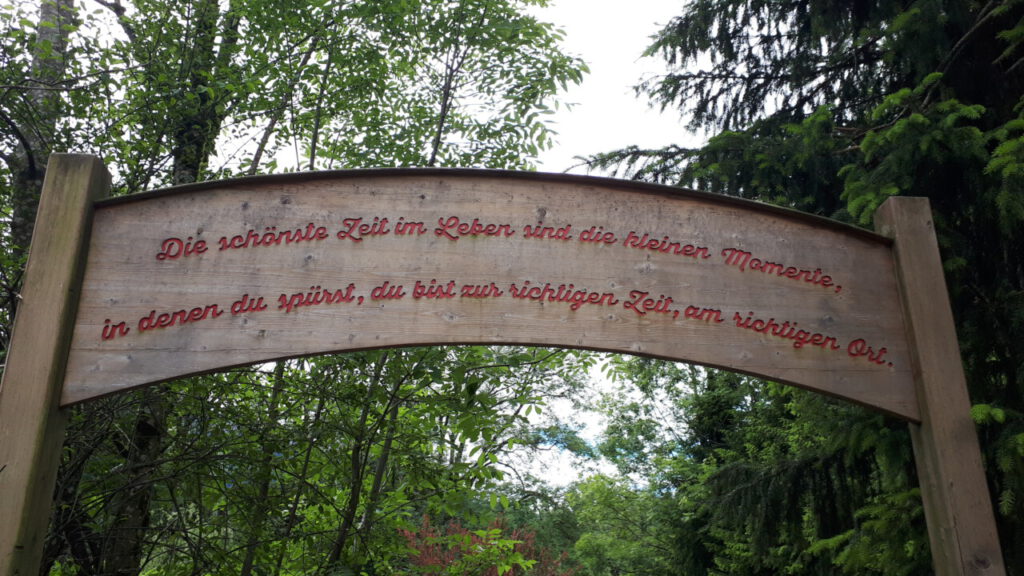 Die schönste Zeit im Leben sind die kleinen Momente,
in denen du spürst, du bist zur richtigen Zeit, am richtigen Ort.